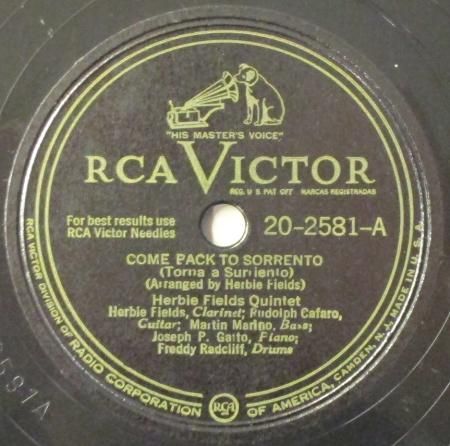 "HIS MASTER'S VOICE"
RCA VICTOR
REG. U S PAT OFF MARCAS REGISTRADAS
For best results use
RCA Victor Needles
20-2581-A
COME BACK TO SORRENTO
(Torna a Surriento)
(Arranged by Herbie Fields)
Herbie Fields Quintet
Herbie Fields, Clarinet; Rudolph Cafaro,
Guitar; Martin Marino, Bass;
Joseph P. Gatto, Piano;
Freddy Radcliff, Drums
RCA VICTOR DIVISION OF RADIO CORPORATION OF AMERICA, CAMDEN, N. J. MADE IN U. S. A.
RCA